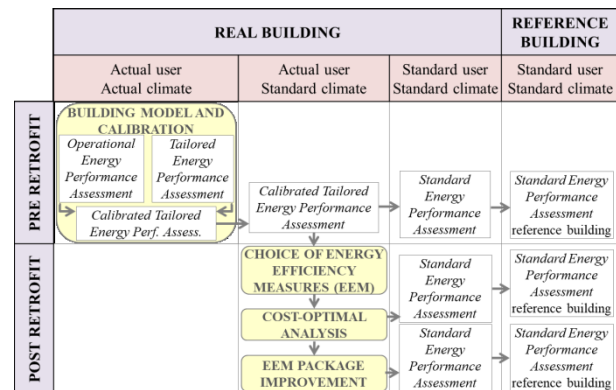 REAL BUILDING
REFERENCE
BUILDING
Actual user
Actual climate
Actual user
Standard climate
Standard user
Standard climate
Standard user
Standard climate
PRE RETROFIT
BUILDING MODEL AND
CALIBRATION
Operational
Energy
Performance
Assessment
Tailored
Energy
Performance
Assessment
Calibrated Tailored
Energy Perf. Assess.
Calibrated Tailored
Energy Performance
Assessment
Standard
Energy
Performance
Assessment
Standard Energy
Performance
Assessment
reference building
POST RETROFIT
CHOICE OF ENERGY
EFFICIENCY
MEASURES (EEM)
COST-OPTIMAL
ANALYSIS
Standard
Energy
Performance
Assessment
Standard Energy
Performance
Assessment
reference building
EEM PACKAGE
IMPROVEMENT
Standard
Energy
Performance
Assessment
Standard Energy
Performance
Assessment
reference building